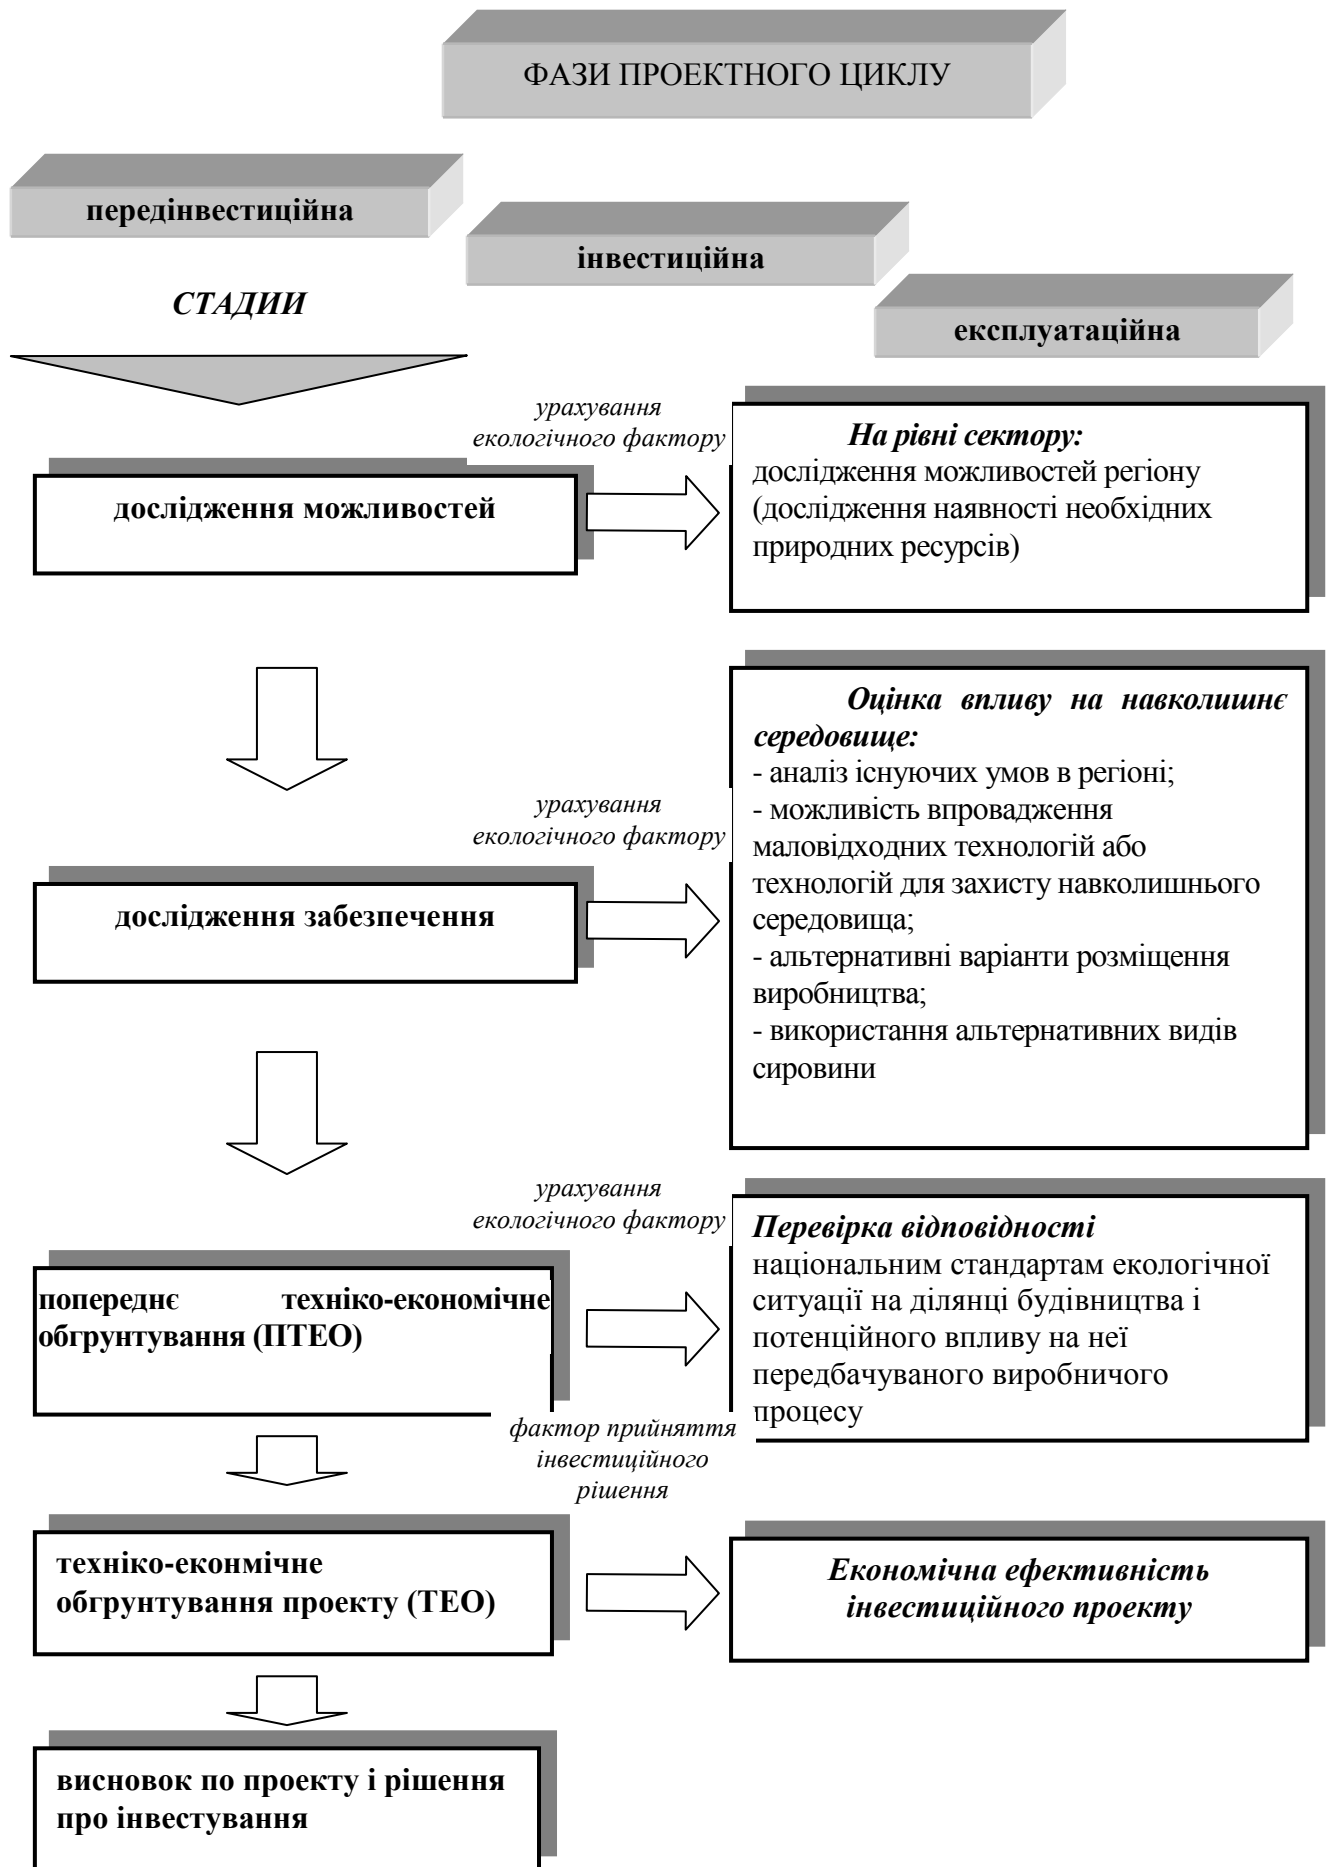 ФАЗИ ПРОЕКТНОГО ЦИКЛУ
передінвестиційна
інвестиційна
експлуатаційна
СТАДИИ
урахування
екологічного фактору
дослідження можливостей
На рівні сектору:
дослідження можливостей регіону
(дослідження наявності необхідних
природних ресурсів)
урахування
екологічного фактору
дослідження забезпечення
Оцінка впливу на навколишнє
середовище:
- аналіз існуючих умов в регіоні;
- можливість впровадження
маловідходних технологій або
технологій для захисту навколишнього
середовища;
- альтернативні варіанти розміщення
виробництва;
- використання альтернативних видів
сировини
урахування
екологічного фактору
попереднє техніко-економічне
обгрунтування (ПТЕО)
Перевірка відповідності
національним стандартам екологічної
ситуації на ділянці будівництва і
потенційного впливу на неї
передбачуваного виробничого
процесу
фактор прийняття
інвестиційного
рішення
техніко-еконмічне
обгрунтування проекту (ТЕО)
Економічна ефективність
інвестиційного проекту
висновок по проекту і рішення
про інвестування